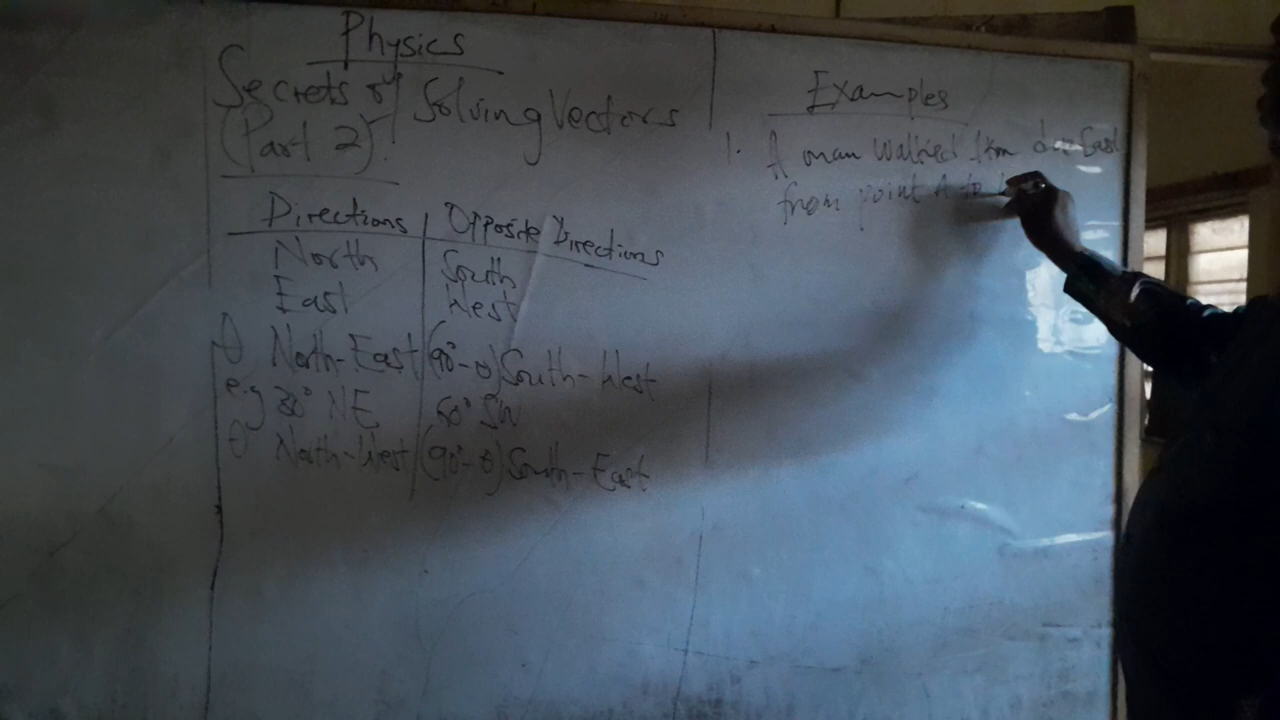 Physics
Secrets of Solving Vectors
(Part 2).
Directions | Opposite Directions
North | South
East | West
θ North-East | (90°-θ) South-West
e.g 30° NE | 60° SW
θ North-West | (90°-θ) South-East
Examples
1. A man walked 1km due East
from point A to